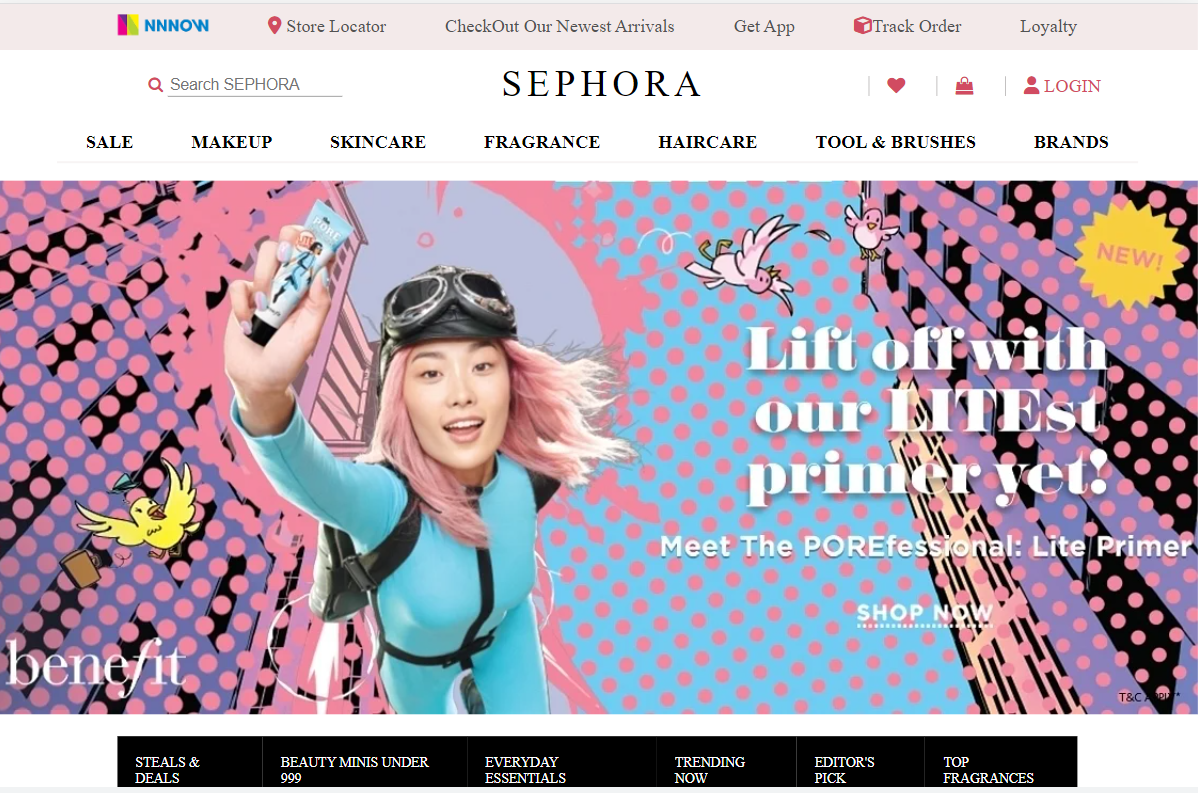 NNNOW Store Locator CheckOut Our Newest Arrivals Get App Track Order Loyalty
Search SEPHORA SEPHORA LOGIN
SALE MAKEUP SKINCARE FRAGRANCE HAIRCARE TOOL & BRUSHES BRANDS
PORE
NEW!
Lift off with
our LITEst
primer yet!
Meet The POREfessional: Lite Primer
SHOP NOW
benefit
T&C APPLY*
STEALS & DEALS
BEAUTY MINIS UNDER 999
EVERYDAY ESSENTIALS
TRENDING NOW
EDITOR'S PICK
TOP FRAGRANCES